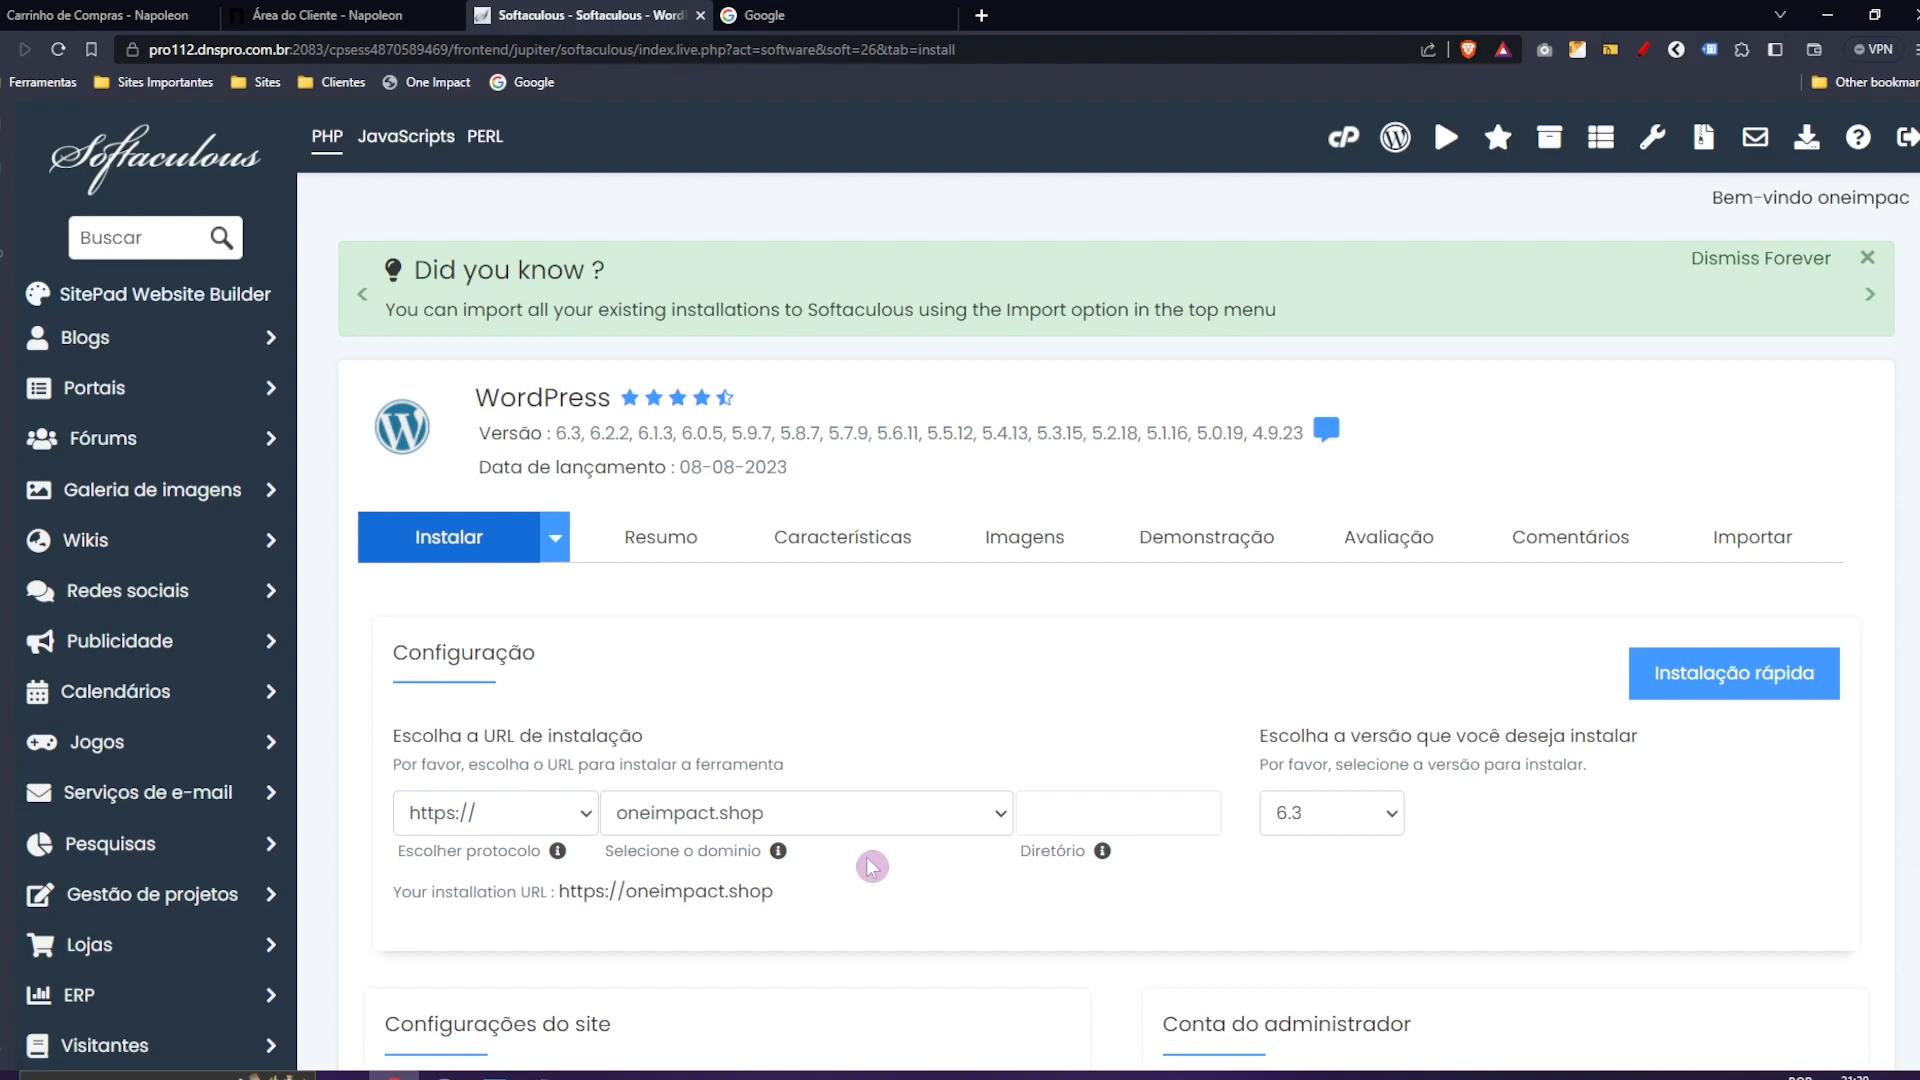 Carrinho de Compras - Napoleon
Área do Cliente - Napoleon
Softaculous - Softaculous - Word
Google
pro112.dnspro.com.br:2083/cpsess4870589469/frontend/jupiter/softaculous/index.live.php?act=software&soft=26&tab=install
VPN
Ferramentas
Sites Importantes
Sites
Clientes
One Impact
Google
Other bookmar
Softaculous
PHP JavaScripts PERL
Bem-vindo oneimpac
Buscar
SitePad Website Builder
Blogs
Portais
Fórums
Galeria de imagens
Wikis
Redes sociais
Publicidade
Calendários
Jogos
Serviços de e-mail
Pesquisas
Gestão de projetos
Lojas
ERP
Visitantes
Did you know ?
Dismiss Forever
You can import all your existing installations to Softaculous using the Import option in the top menu
WordPress
Versão : 6.3, 6.2.2, 6.1.3, 6.0.5, 5.9.7, 5.8.7, 5.7.9, 5.6.11, 5.5.12, 5.4.13, 5.3.15, 5.2.18, 5.1.16, 5.0.19, 4.9.23
Data de lançamento : 08-08-2023
Instalar
Resumo
Características
Imagens
Demonstração
Avaliação
Comentários
Importar
Configuração
Instalação rápida
Escolha a URL de instalação
Por favor, escolha o URL para instalar a ferramenta
https://
oneimpact.shop
Escolher protocolo
Selecione o dominio
Diretório
Your installation URL : https://oneimpact.shop
Escolha a versão que você deseja instalar
Por favor, selecione a versão para instalar.
6.3
Configurações do site
Conta do administrador